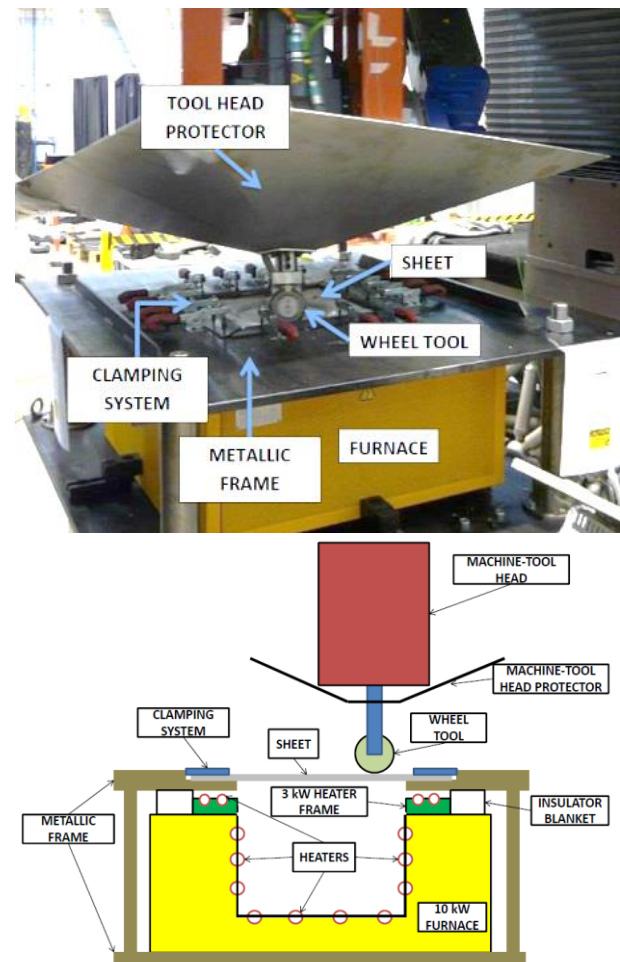 TOOL HEAD
PROTECTOR
SHEET
WHEEL TOOL
CLAMPING
SYSTEM
METALLIC
FRAME
FURNACE
MACHINE-TOOL
HEAD
MACHINE-TOOL
HEAD PROTECTOR
CLAMPING
SYSTEM
SHEET
WHEEL
TOOL
3 kW HEATER
FRAME
INSULATOR
BLANKET
METALLIC
FRAME
HEATERS
10 kW
FURNACE